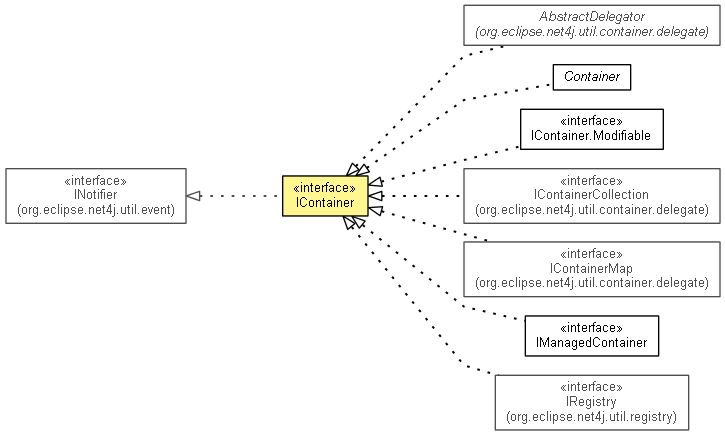 AbstractDelegator
(org.eclipse.net4j.util.container.delegate)
Container
«interface»
IContainer.Modifiable
«interface»
INotifier
(org.eclipse.net4j.util.event)
«interface»
IContainer
«interface»
IContainerCollection
(org.eclipse.net4j.util.container.delegate)
«interface»
IContainerMap
(org.eclipse.net4j.util.container.delegate)
«interface»
IManagedContainer
«interface»
IRegistry
(org.eclipse.net4j.util.registry)